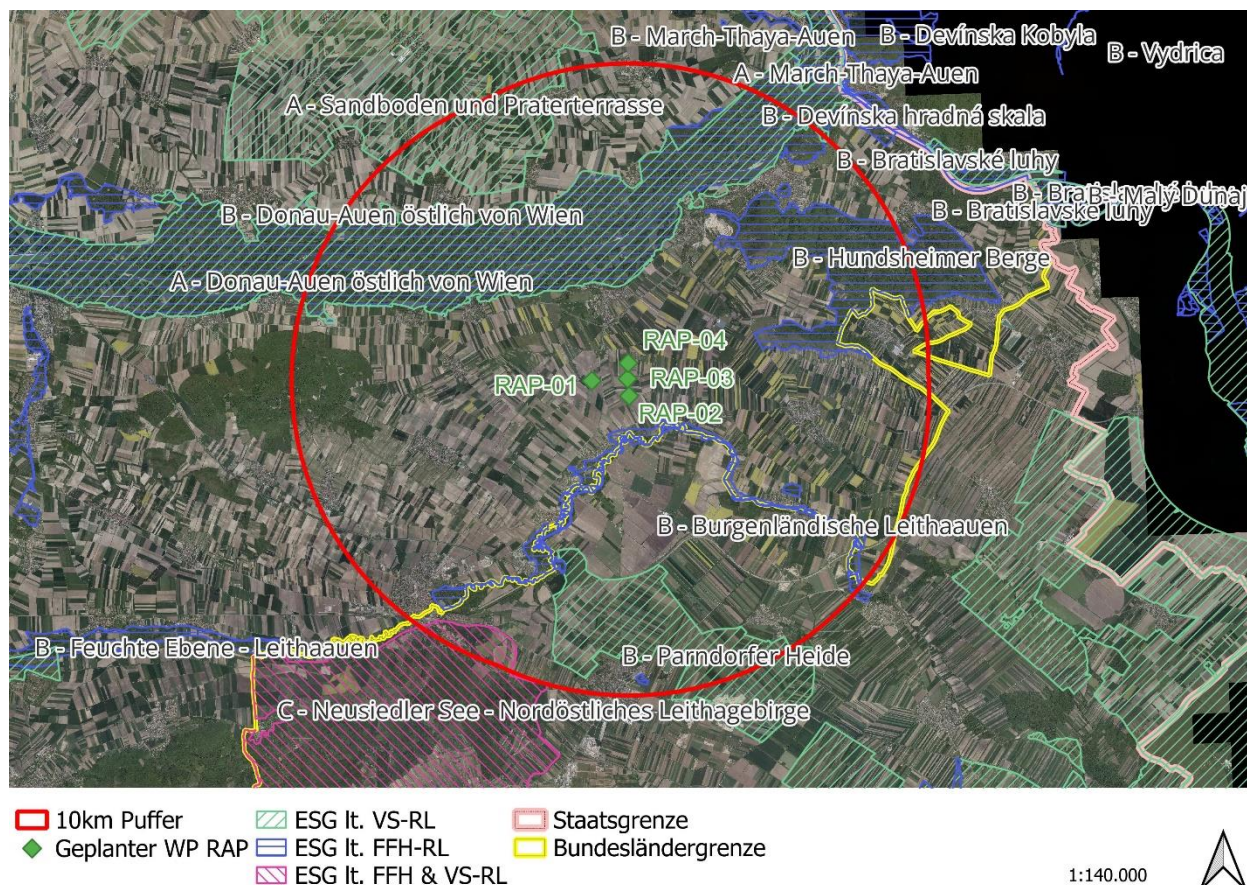 B - March-Thaya-Auen
B - Devínska Kobyla
B - Vydrica
A - March-Thaya-Auen
A - Sandboden und Praterterrasse
B - Devínska hradná skala
B - Bratislavské luhy
B - Donau-Auen östlich von Wien
B - Bratislavské luhy
B - Hundsheimer Berge
A - Donau-Auen östlich von Wien
RAP-04
RAP-01
RAP-03
RAP-02
B - Burgenländische Leithaauen
B - Feuchte Ebene - Leithaauen
B - Parndorfer Heide
C - Neusiedler See - Nordöstliches Leithagebirge
10km Puffer
ESG lt. VS-RL
Staatsgrenze
Geplanter WP RAP
ESG lt. FFH-RL
Bundesländergrenze
ESG lt. FFH & VS-RL
1:140.000